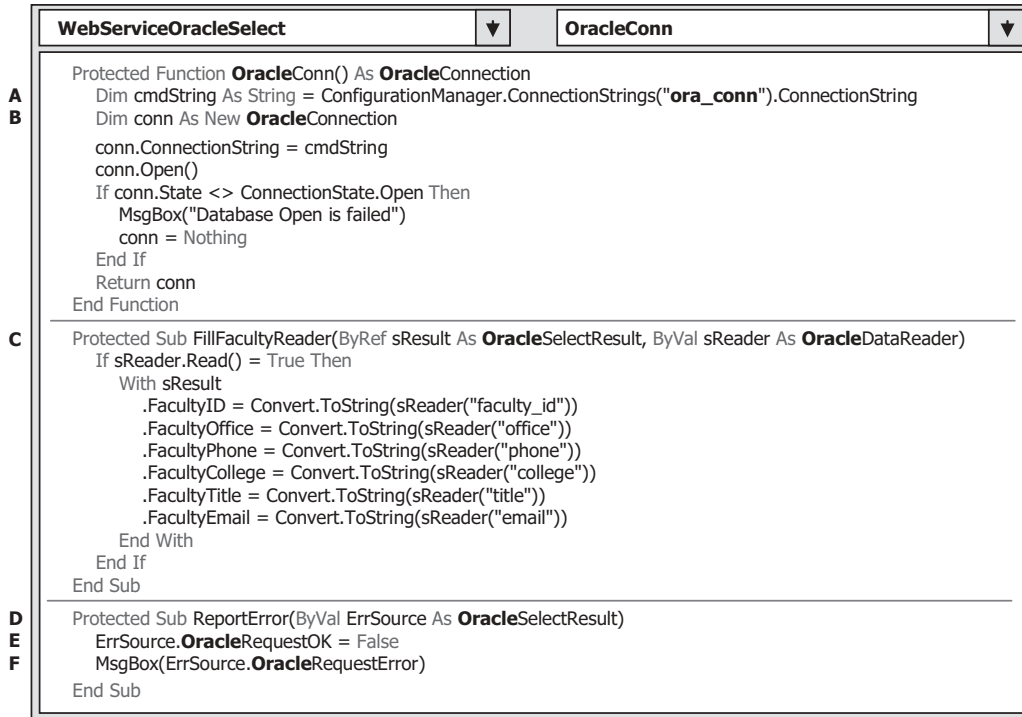 WebServiceOracleSelect OracleConn
Protected Function OracleConn() As OracleConnection
A Dim cmdString As String = ConfigurationManager.ConnectionStrings("ora_conn").ConnectionString
B Dim conn As New OracleConnection
conn.ConnectionString = cmdString
conn.Open()
If conn.State <> ConnectionState.Open Then
MsgBox("Database Open is failed")
conn = Nothing
End If
Return conn
End Function
C Protected Sub FillFacultyReader(ByRef sResult As OracleSelectResult, ByVal sReader As OracleDataReader)
If sReader.Read() = True Then
With sResult
.FacultyID = Convert.ToString(sReader("faculty_id"))
.FacultyOffice = Convert.ToString(sReader("office"))
.FacultyPhone = Convert.ToString(sReader("phone"))
.FacultyCollege = Convert.ToString(sReader("college"))
.FacultyTitle = Convert.ToString(sReader("title"))
.FacultyEmail = Convert.ToString(sReader("email"))
End With
End If
End Sub
D Protected Sub ReportError(ByVal ErrSource As OracleSelectResult)
E ErrSource.OracleRequestOK = False
F MsgBox(ErrSource.OracleRequestError)
End Sub